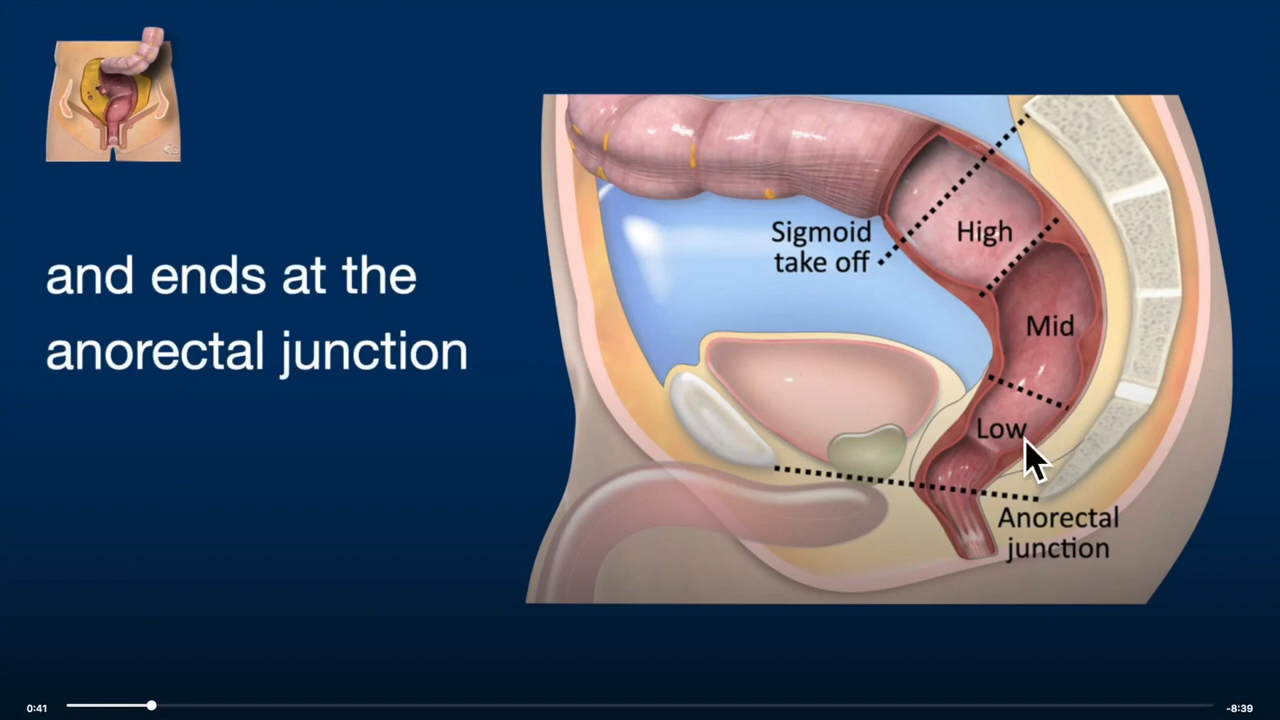 and ends at the
anorectal junction
Sigmoid
take off
High
Mid
Low
Anorectal
junction
0:41
-8:39